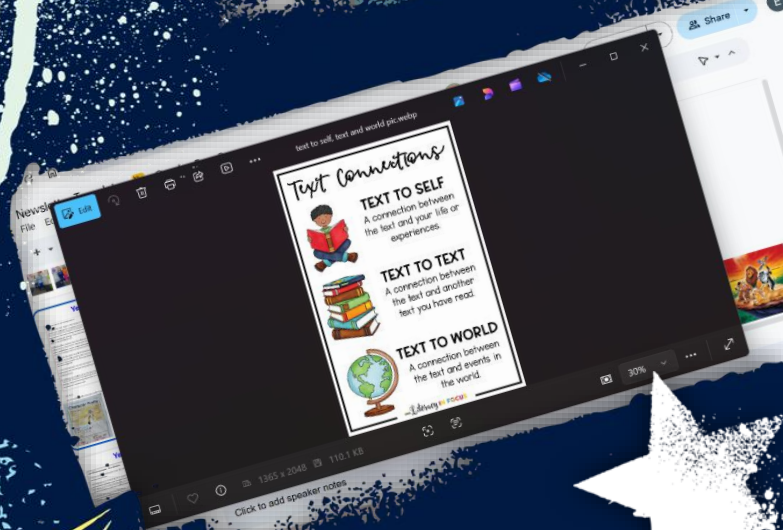 Share
text to self, text and world pic.webp
Edit
File
Text Connections
TEXT TO SELF
A connection between
the text and your life or
experiences.
TEXT TO TEXT
A connection between
the text and another
text you have read.
TEXT TO WORLD
A connection between
the text and events in
the world.
Literacy IN FOCUS
30%
1365 x 2048
110.1 KB
Click to add speaker notes